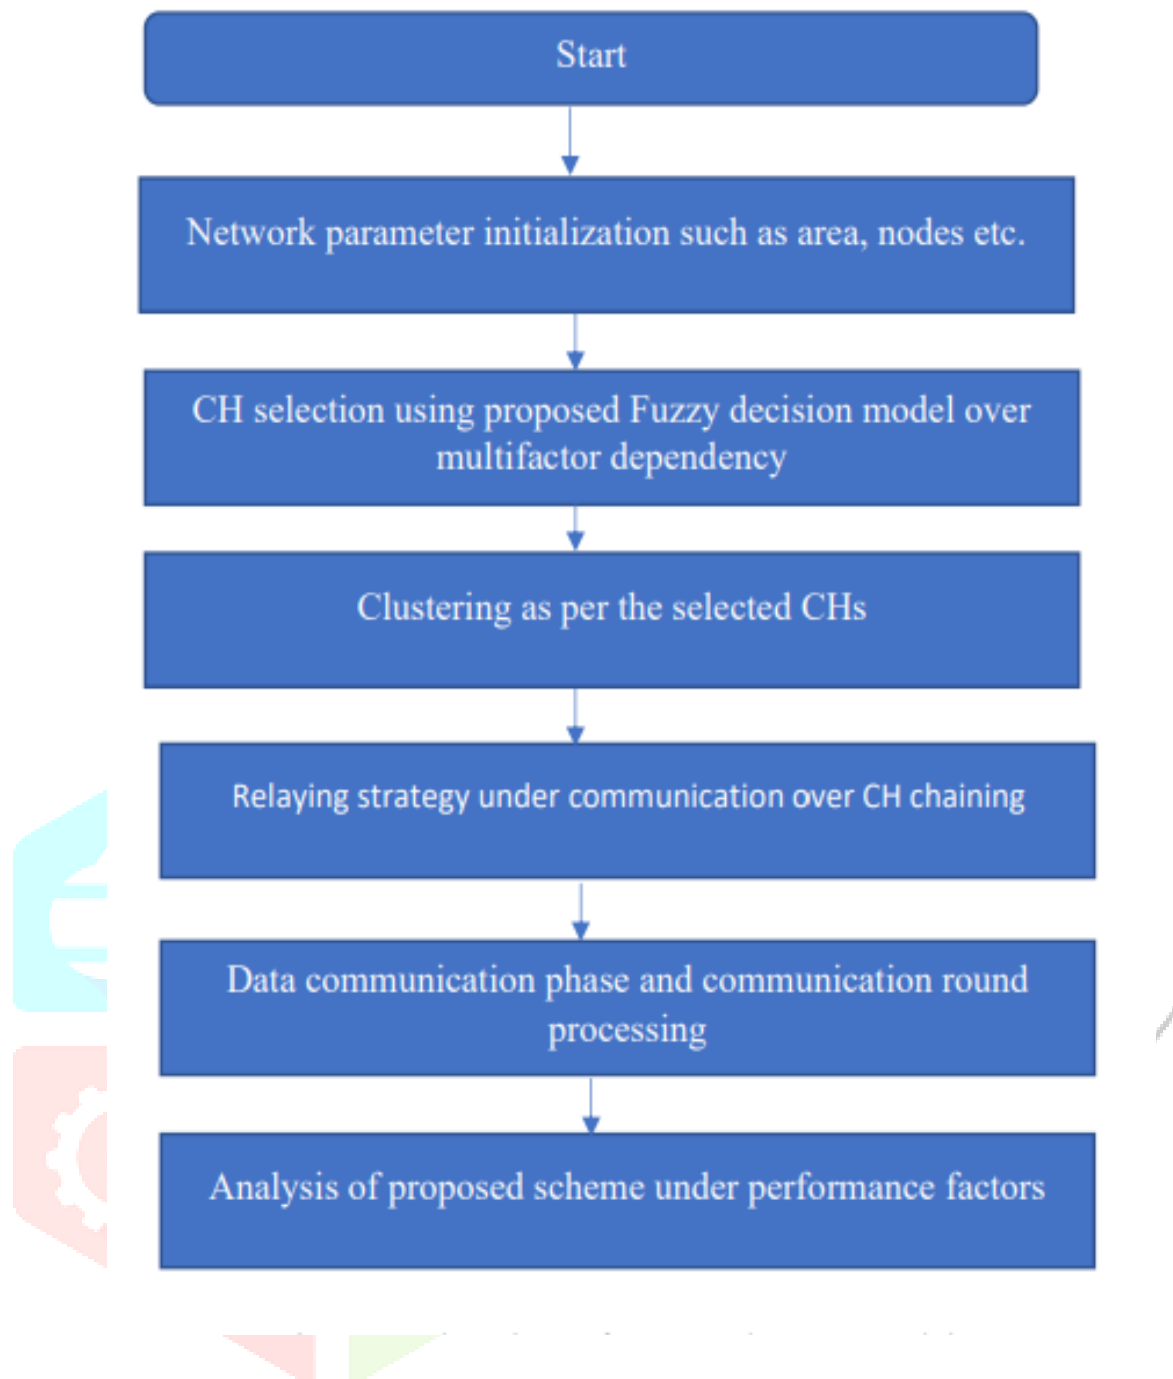 Start
Network parameter initialization such as area, nodes etc.
CH selection using proposed Fuzzy decision model over
multifactor dependency
Clustering as per the selected CHs
Relaying strategy under communication over CH chaining
Data communication phase and communication round
processing
Analysis of proposed scheme under performance factors